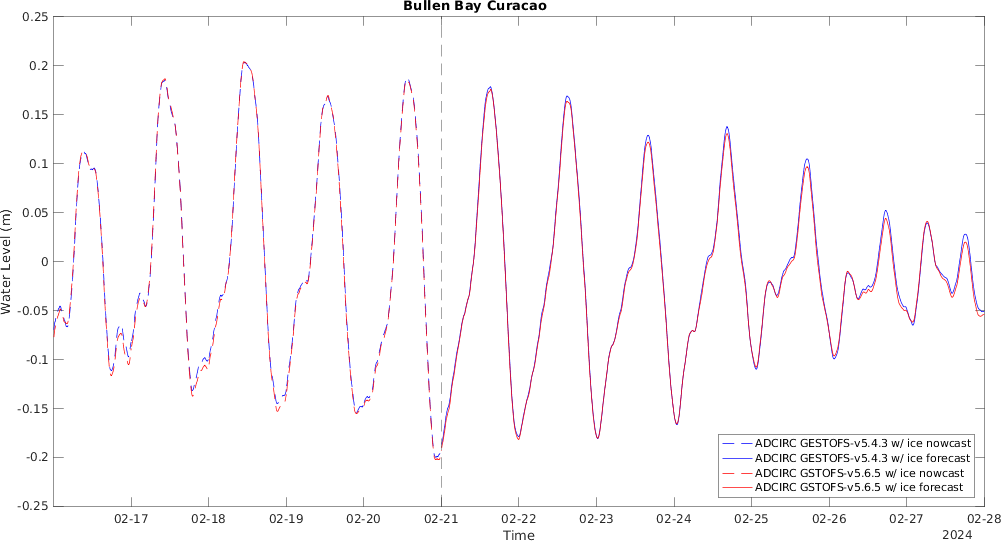 Bullen Bay Curacao
0.25
0.2
0.15
0.1
0.05
0
-0.05
-0.1
-0.15
-0.2
-0.25
Water Level (m)
ADCIRC GESTOFS-v5.4.3 w/ ice nowcast
ADCIRC GESTOFS-v5.4.3 w/ ice forecast
ADCIRC GSTOFS-v5.6.5 w/ ice nowcast
ADCIRC GSTOFS-v5.6.5 w/ ice forecast
02-17 02-18 02-19 02-20 02-21 02-22 02-23 02-24 02-25 02-26 02-27 02-28
Time
2024